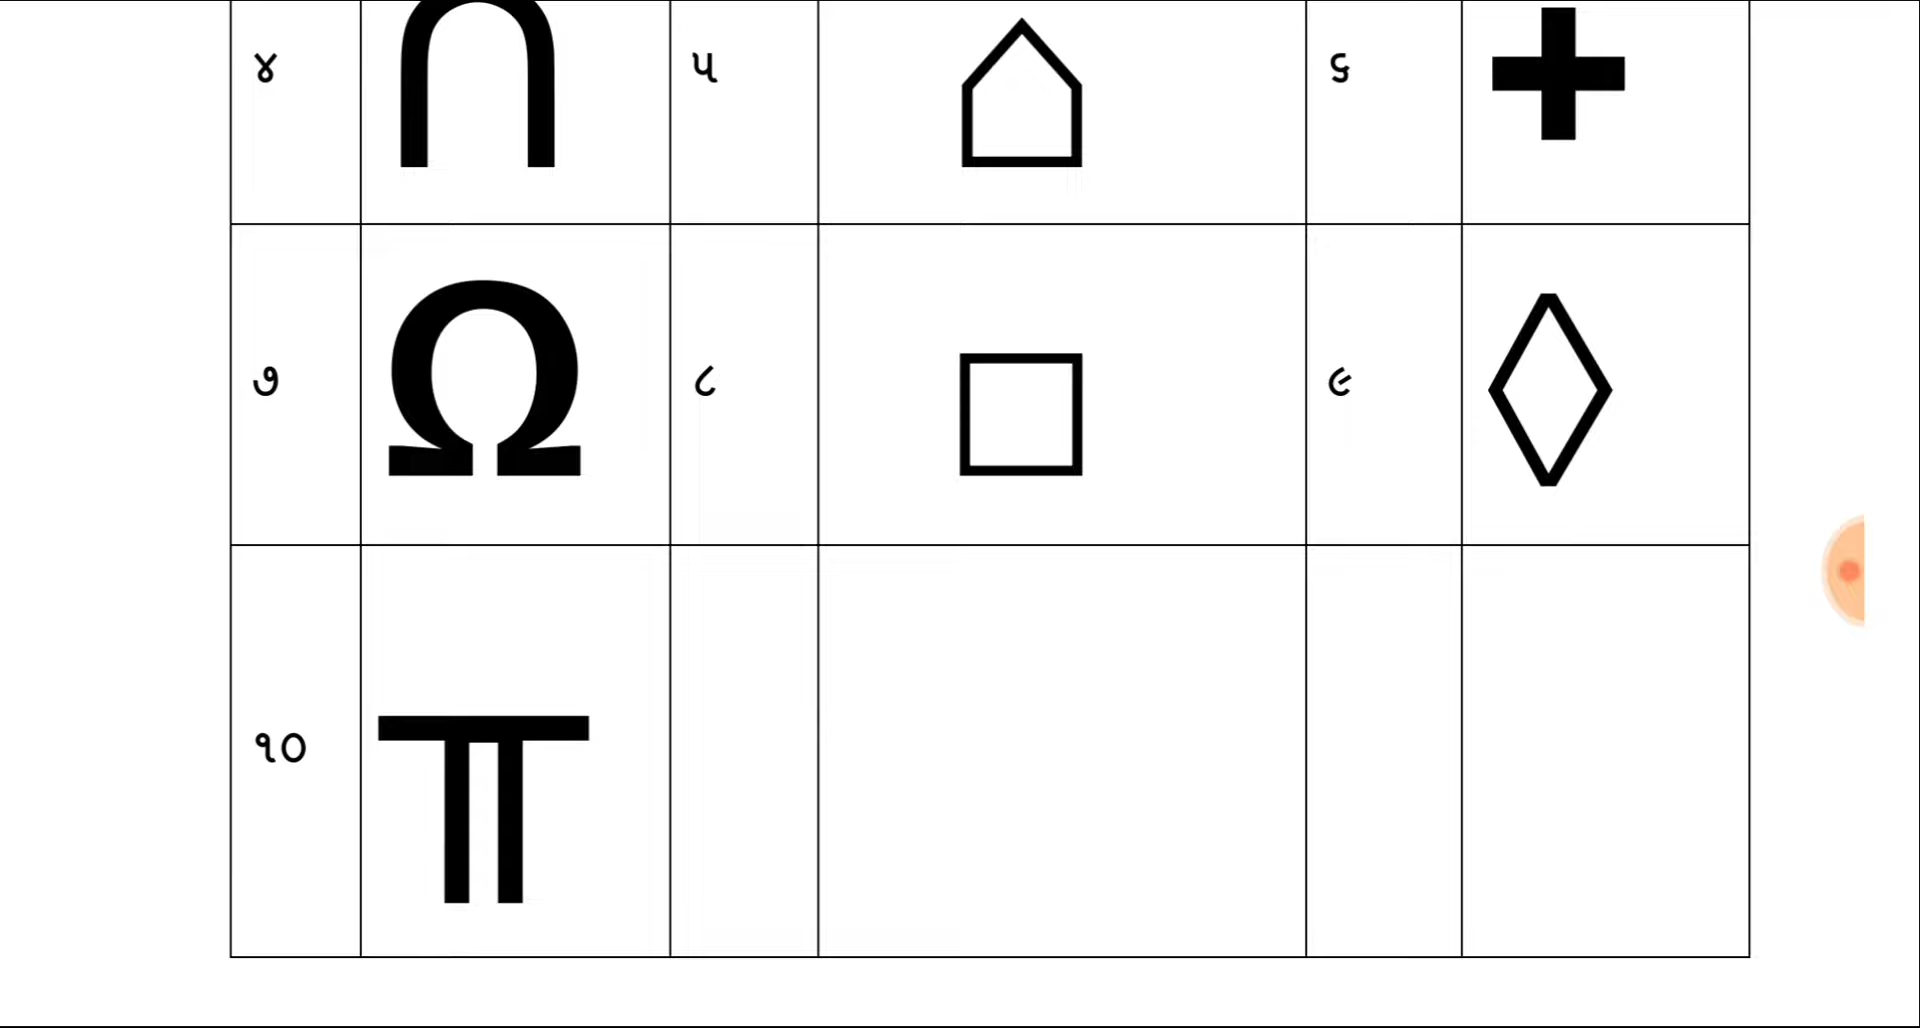 ૪ ∩ ૫ ⌂ ૬ +
૭ Ω ૮ □ ૯ ◊
૧૦ ╥